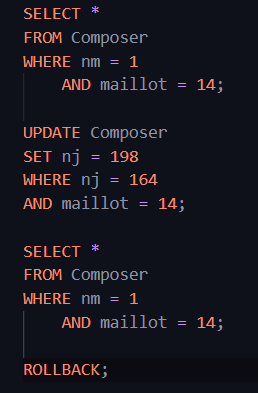 SELECT *
FROM Composer
WHERE nm = 1
    AND maillot = 14;

UPDATE Composer
SET nj = 198
WHERE nj = 164
AND maillot = 14;

SELECT *
FROM Composer
WHERE nm = 1
    AND maillot = 14;

ROLLBACK;